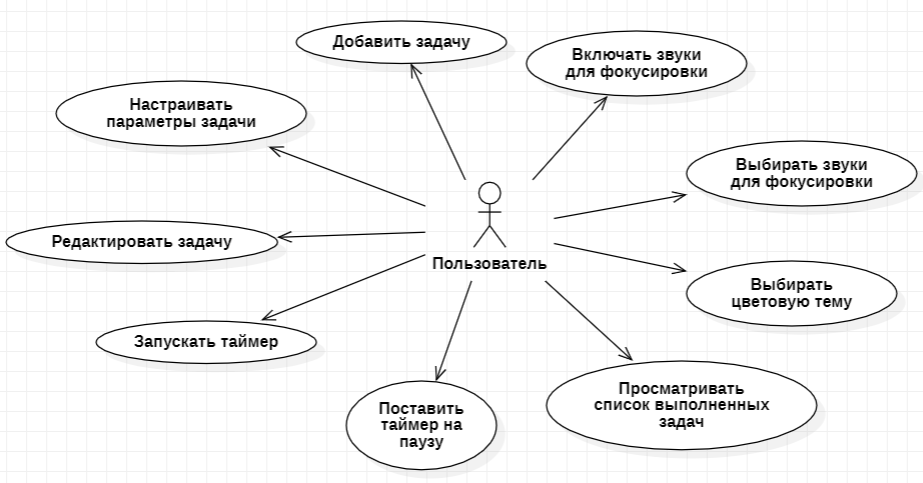 Добавить задачу
Включать звуки
для фокусировки
Настраивать
параметры задачи
Выбирать звуки
для фокусировки
Редактировать задачу
Пользователь
Выбирать
цветовую тему
Запускать таймер
Поставить
таймер на
паузу
Просматривать
список выполненных
задач